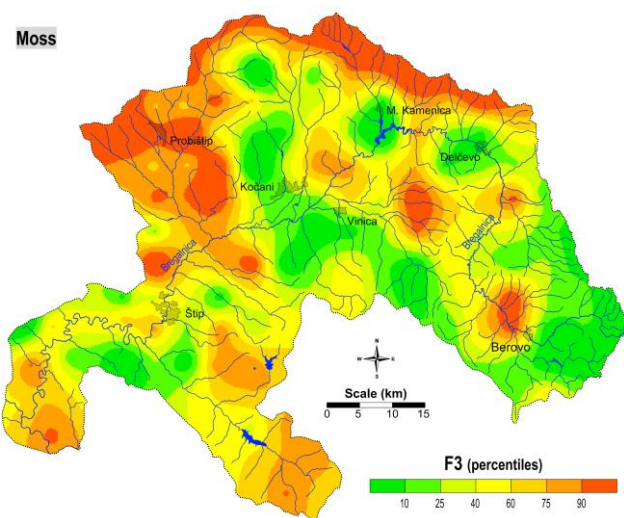 Moss
M. Kamenica
Probištip
Delčevo
Kočani
Vinica
Bregalnica
Bregalnica
Štip
Berovo
N
W E
S
Scale (km)
0 5 10 15
F3 (percentiles)
10 25 40 60 75 90